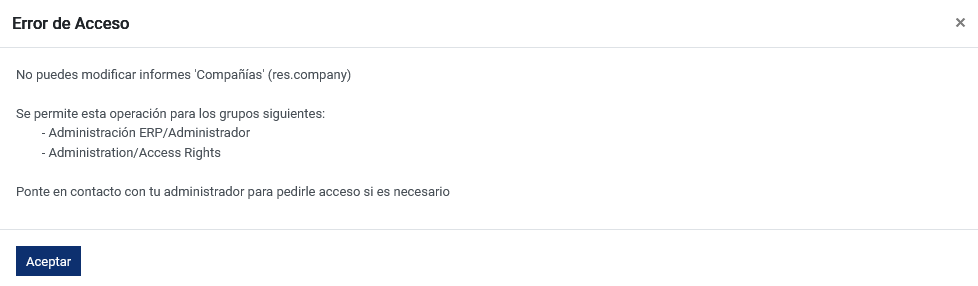 Error de Acceso
×
No puedes modificar informes 'Compañías' (res.company)
Se permite esta operación para los grupos siguientes:
- Administración ERP/Administrador
- Administration/Access Rights
Ponte en contacto con tu administrador para pedirle acceso si es necesario
Aceptar